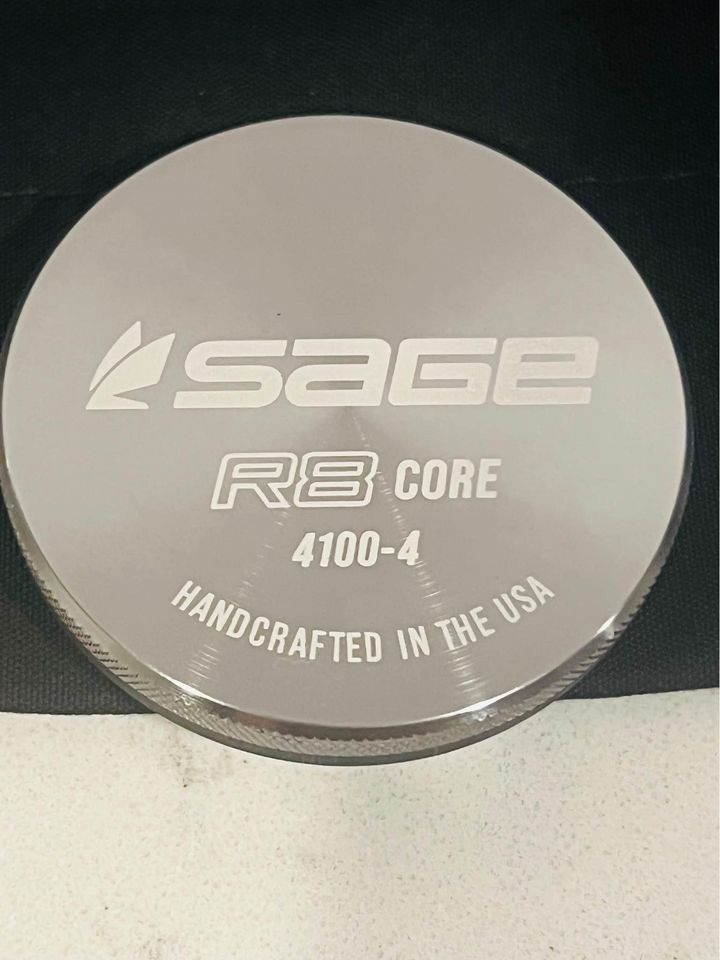 SAGE
R8 CORE
4100-4
HANDCRAFTED IN THE USA